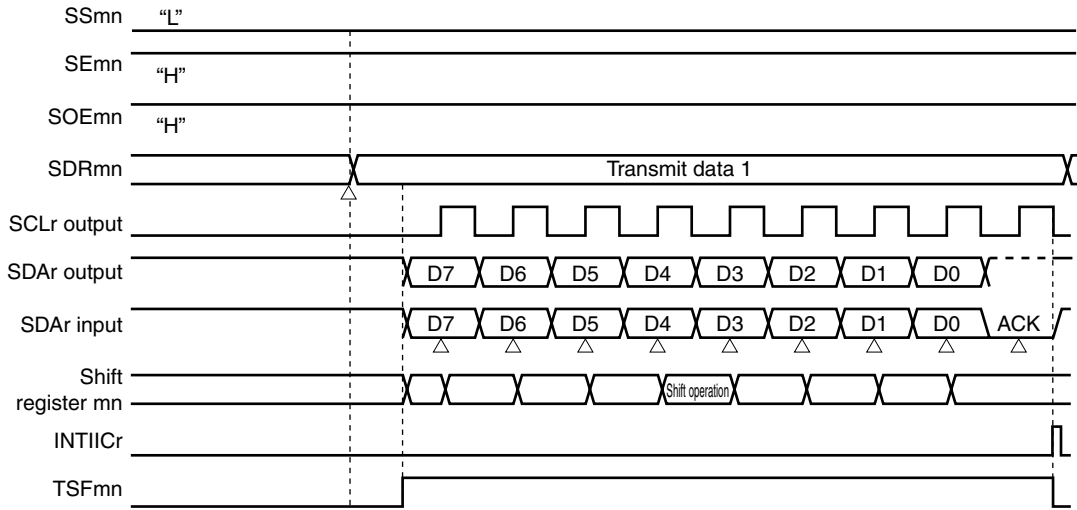 SSmn “L”
SEmn “H”
SOEmn “H”
SDRmn Transmit data 1
SCLr output
SDAr output D7 D6 D5 D4 D3 D2 D1 D0
SDAr input D7 D6 D5 D4 D3 D2 D1 D0 ACK
Shift
register mn Shift operation
INTIICr
TSFmn